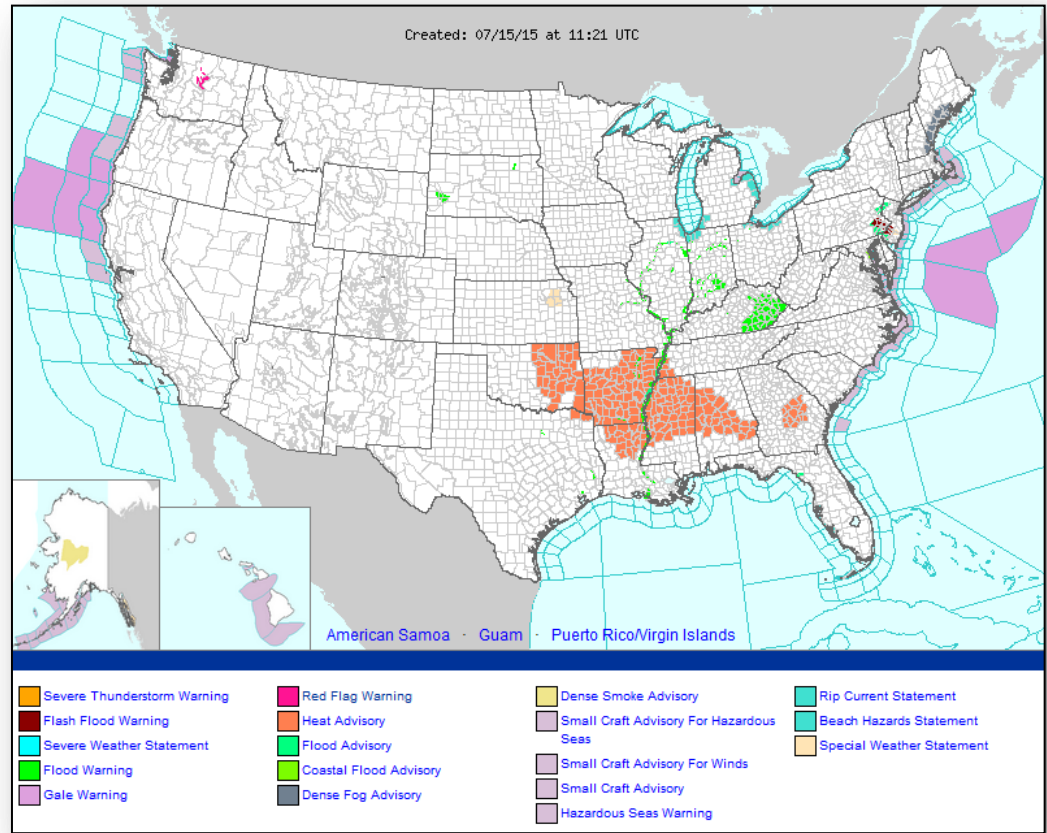 Created: 07/15/15 at 11:21 UTC
American Samoa · Guam · Puerto Rico/Virgin Islands
Severe Thunderstorm Warning
Flash Flood Warning
Severe Weather Statement
Flood Warning
Gale Warning
Red Flag Warning
Heat Advisory
Flood Advisory
Coastal Flood Advisory
Dense Fog Advisory
Dense Smoke Advisory
Small Craft Advisory For Hazardous
Seas
Small Craft Advisory For Winds
Small Craft Advisory
Hazardous Seas Warning
Rip Current Statement
Beach Hazards Statement
Special Weather Statement